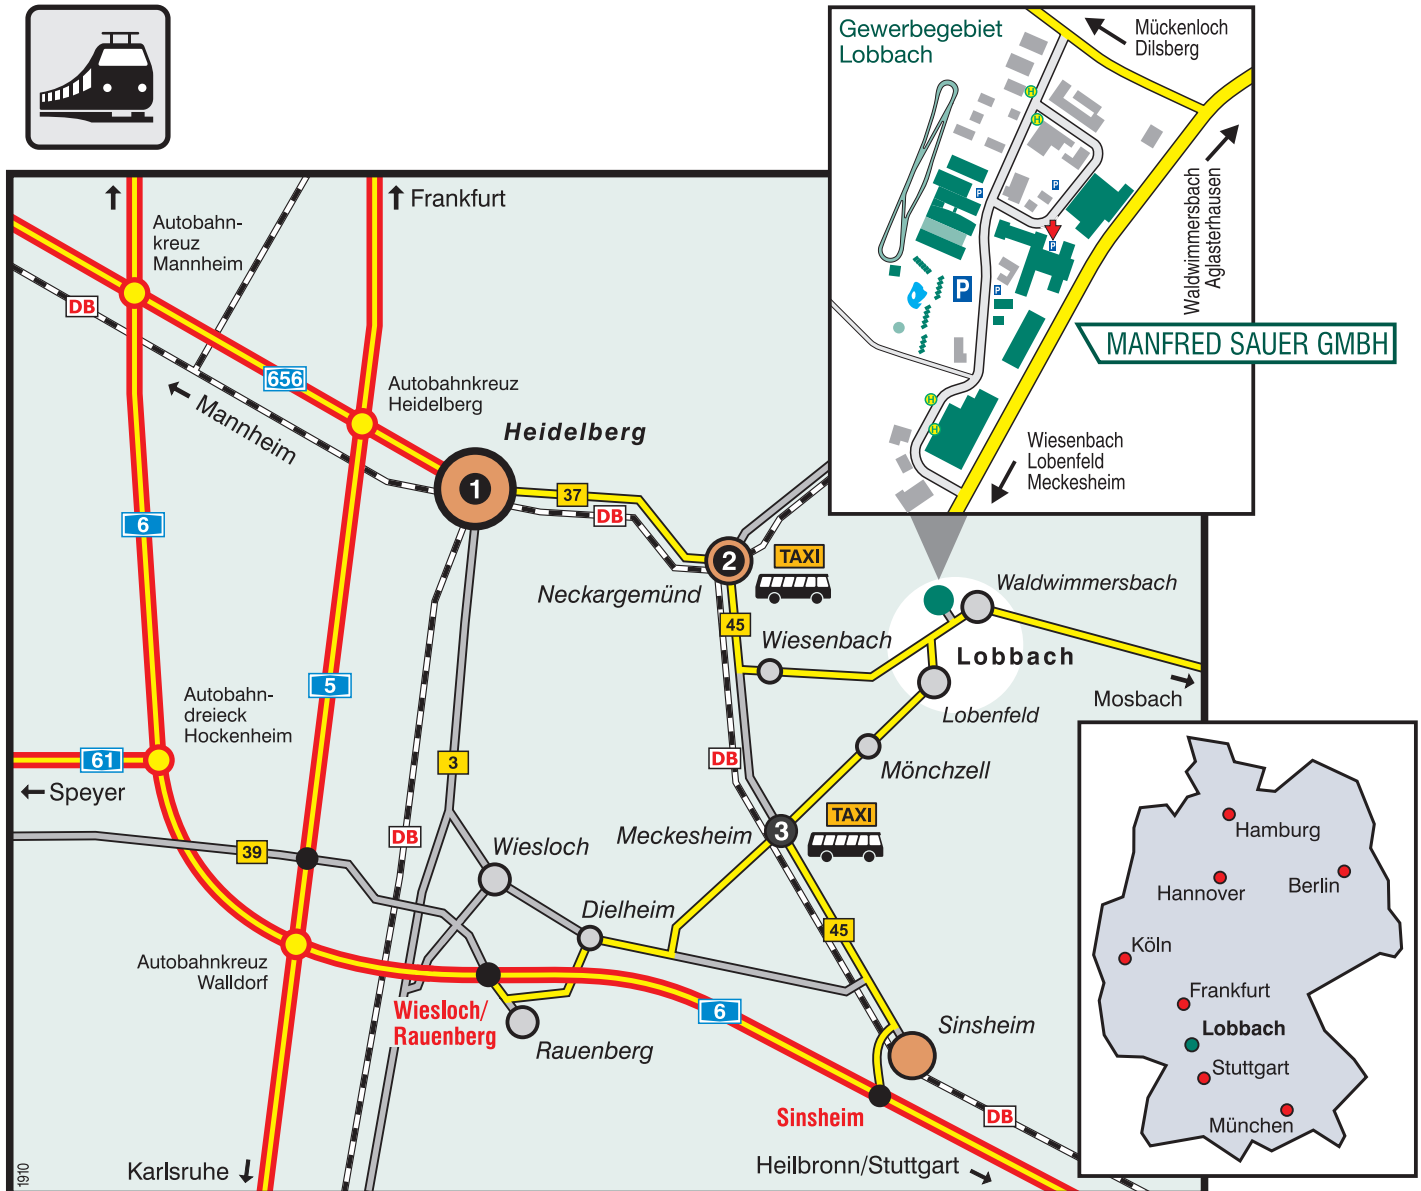 Gewerbegebiet
Lobbach
Mückenloch
Dilsberg
H
H
P
P
P
P
P
H
H
Waldwimmersbach
Aglasterhausen
MANFRED SAUER GMBH
Wiesenbach
Lobenfeld
Meckesheim
Frankfurt
Autobahn-
kreuz
Mannheim
DB
656
Mannheim
Autobahnkreuz
Heidelberg
Heidelberg
1
37
DB
6
2
TAXI
Neckargemünd
45
Wiesenbach
Waldwimmersbach
Lobbach
Lobenfeld
Mosbach
5
Autobahn-
dreieck
Hockenheim
61
Speyer
3
DB
Mönchzell
DB
39
Wiesloch
Meckesheim
3
TAXI
Dielheim
45
Autobahnkreuz
Walldorf
Wiesloch/
Rauenberg
Rauenberg
6
Sinsheim
Sinsheim
DB
Karlsruhe
Heilbronn/Stuttgart
1910
Hamburg
Hannover
Berlin
Köln
Frankfurt
Lobbach
Stuttgart
München